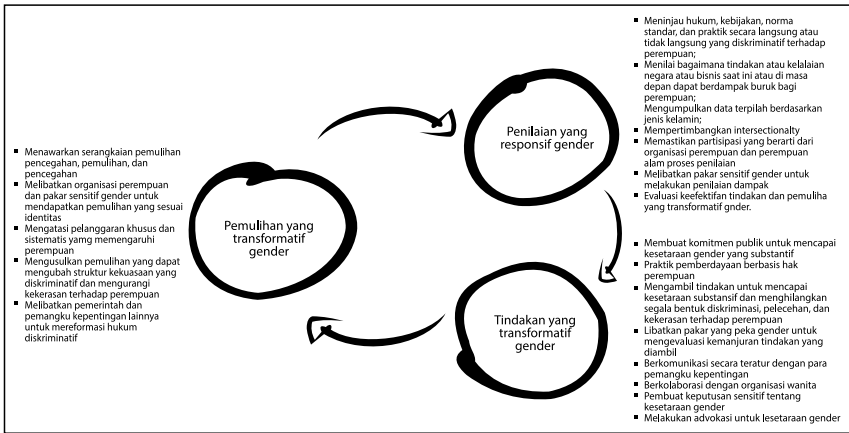 ▪ Meninjau hukum, kebijakan, norma
standar, dan praktik secara langsung atau
tidak langsung yang diskriminatif terhadap
perempuan;
▪ Menilai bagaimana tindakan atau kelalaian
negara atau bisnis saat ini atau di masa
depan dapat berdampak buruk bagi
perempuan;
Mengumpulkan data terpilah berdasarkan
jenis kelamin;
▪ Mempertimbangkan intersectionalty
▪ Memastikan partisipasi yang berarti dari
organisasi perempuan dan perempuan
alam proses penilaian
▪ Melibatkan pakar sensitif gender untuk
melakukan penilaian dampak
▪ Evaluasi keefektifan tindakan dan pemuliha
yang transformatif gnder.
Penilaian yang
responsif gender
▪ Menawarkan serangkaian pemulihan
pencegahan, pemulihan, dan
pencegahan
▪ Melibatkan organisasi perempuan
dan pakar sensitif gender untuk
mendapatkan pemulihan yang sesuai
identitas
▪ Mengatasi pelanggaran khusus dan
sistematis yamg memengaruhi
perempuan
▪ Mengusulkan pemulihan yang dapat
mengubah struktur kekuasaan yang
diskriminatif dan mengurangi
kekerasan terhadap perempuan
▪ Melibatkan pemerintah dan
pemangku kepentingan lainnya
untuk mereformasi hukum
diskriminatif
Pemulihan yang
transformatif
gender
Tindakan yang
transformatif
gender
▪ Membuat komitmen publik untuk mencapai
kesetaraan gender yang substantif
▪ Praktik pemberdayaan berbasis hak
perempuan
▪ Mengambil tindakan untuk mencapai
kesetaraan substansif dan menghilangkan
segala bentuk diskriminasi, pelecehan, dan
kekerasan terhadap perempuan
▪ Libatkan pakar yang peka gender untuk
mengevaluasi kemanjuran tindakan yang
diambil
▪ Berkomunikasi secara teratur dengan para
pemangku kepentingan
▪ Berkolaborasi dengan organisasi wanita
▪ Pembuat keputusan sensitif tentang
kesetaraan gender
▪ Melakukan advokasi untuk lesetaraan gender